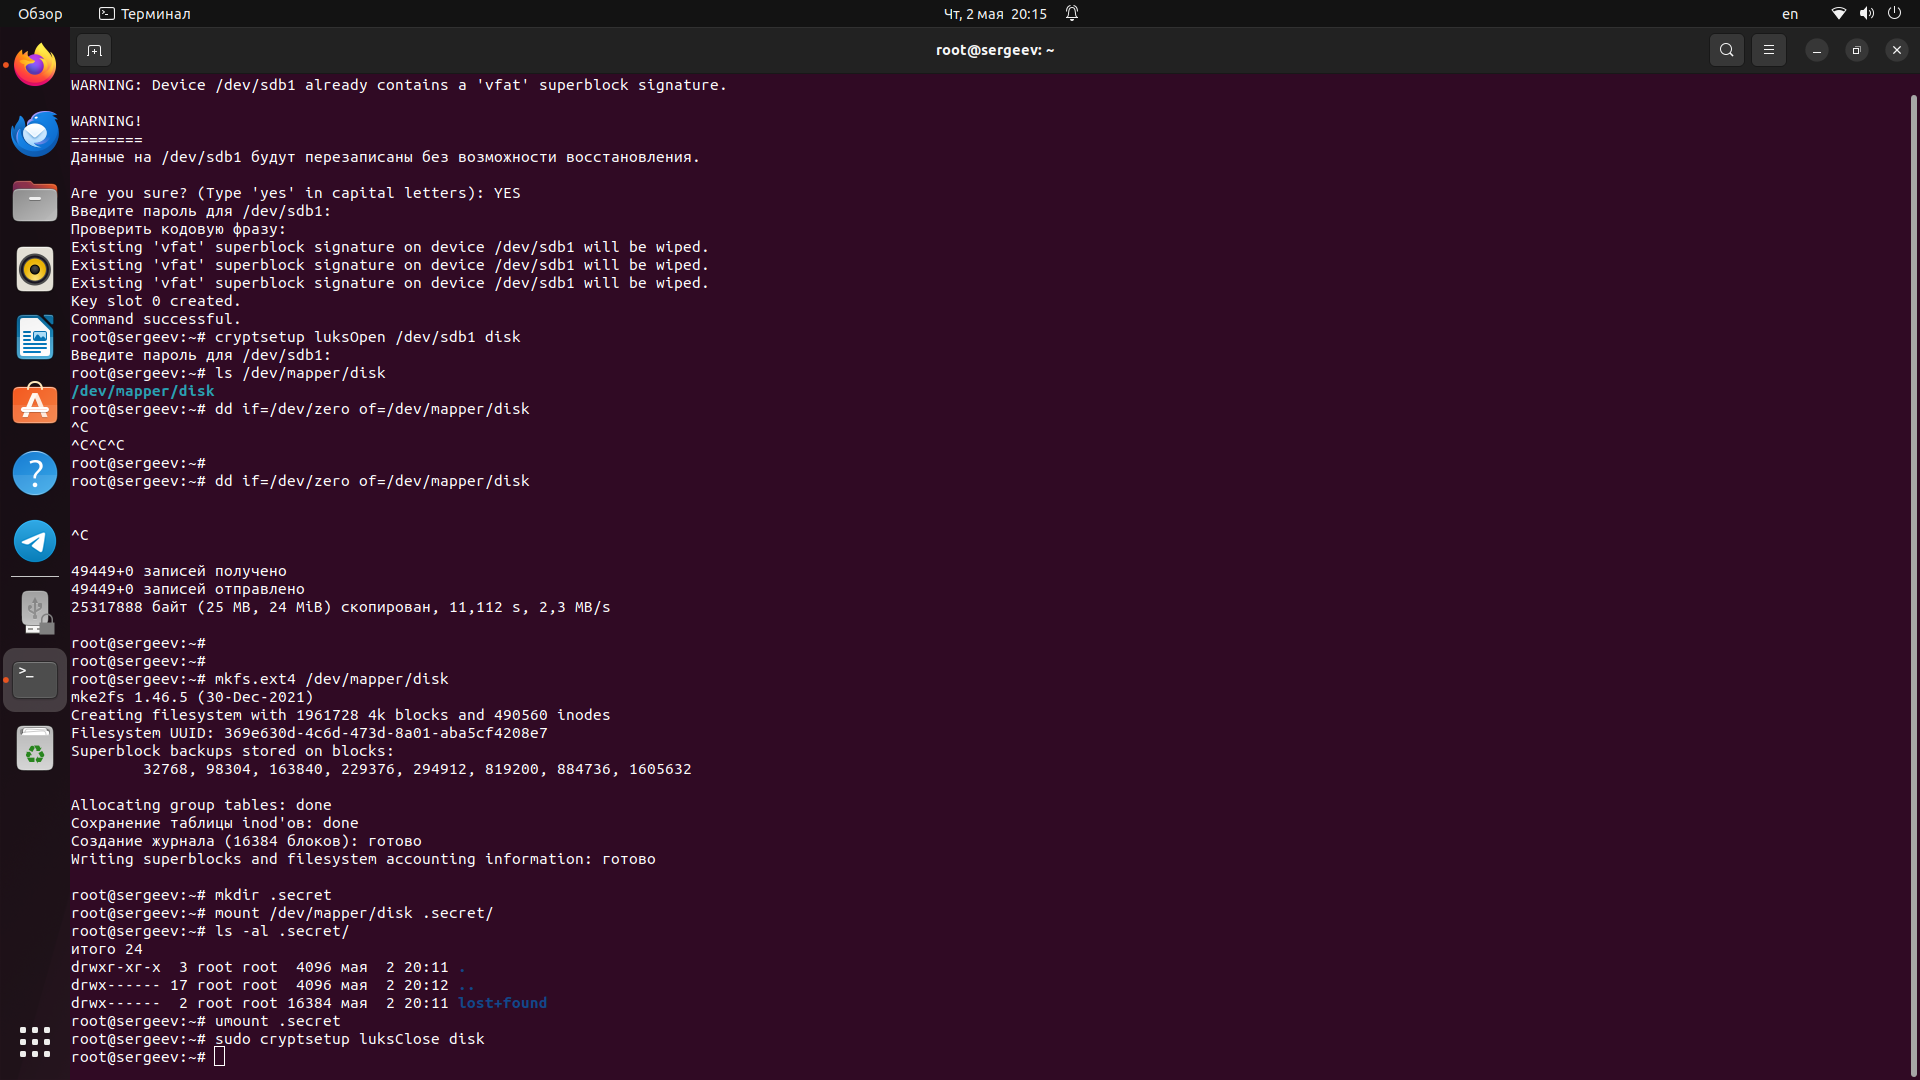 Обзор
Терминал
Чт, 2 мая 20:15
en
root@sergeev: ~
WARNING: Device /dev/sdb1 already contains a 'vfat' superblock signature.
WARNING!
========
Данные на /dev/sdb1 будут перезаписаны без возможности восстановления.
Are you sure? (Type 'yes' in capital letters): YES
Введите пароль для /dev/sdb1:
Проверить кодовую фразу:
Existing 'vfat' superblock signature on device /dev/sdb1 will be wiped.
Existing 'vfat' superblock signature on device /dev/sdb1 will be wiped.
Existing 'vfat' superblock signature on device /dev/sdb1 will be wiped.
Key slot 0 created.
Command successful.
root@sergeev:~# cryptsetup luksOpen /dev/sdb1 disk
Введите пароль для /dev/sdb1:
root@sergeev:~# ls /dev/mapper/disk
/dev/mapper/disk
root@sergeev:~# dd if=/dev/zero of=/dev/mapper/disk
^C
^C^C^C
root@sergeev:~#
root@sergeev:~# dd if=/dev/zero of=/dev/mapper/disk
^C
49449+0 записей получено
49449+0 записей отправлено
25317888 байт (25 MB, 24 MiB) скопирован, 11,112 s, 2,3 MB/s
root@sergeev:~#
root@sergeev:~#
root@sergeev:~# mkfs.ext4 /dev/mapper/disk
mke2fs 1.46.5 (30-Dec-2021)
Creating filesystem with 1961728 4k blocks and 490560 inodes
Filesystem UUID: 369e630d-4c6d-473d-8a01-aba5cf4208e7
Superblock backups stored on blocks:
32768, 98304, 163840, 229376, 294912, 819200, 884736, 1605632
Allocating group tables: done
Сохранение таблицы inod'ов: done
Создание журнала (16384 блоков): готово
Writing superblocks and filesystem accounting information: готово
root@sergeev:~# mkdir .secret
root@sergeev:~# mount /dev/mapper/disk .secret/
root@sergeev:~# ls -al .secret/
итого 24
drwxr-xr-x  3 root root  4096 мая  2 20:11 .
drwx------ 17 root root  4096 мая  2 20:12 ..
drwx------  2 root root 16384 мая  2 20:11 lost+found
root@sergeev:~# umount .secret
root@sergeev:~# sudo cryptsetup luksClose disk
root@sergeev:~#